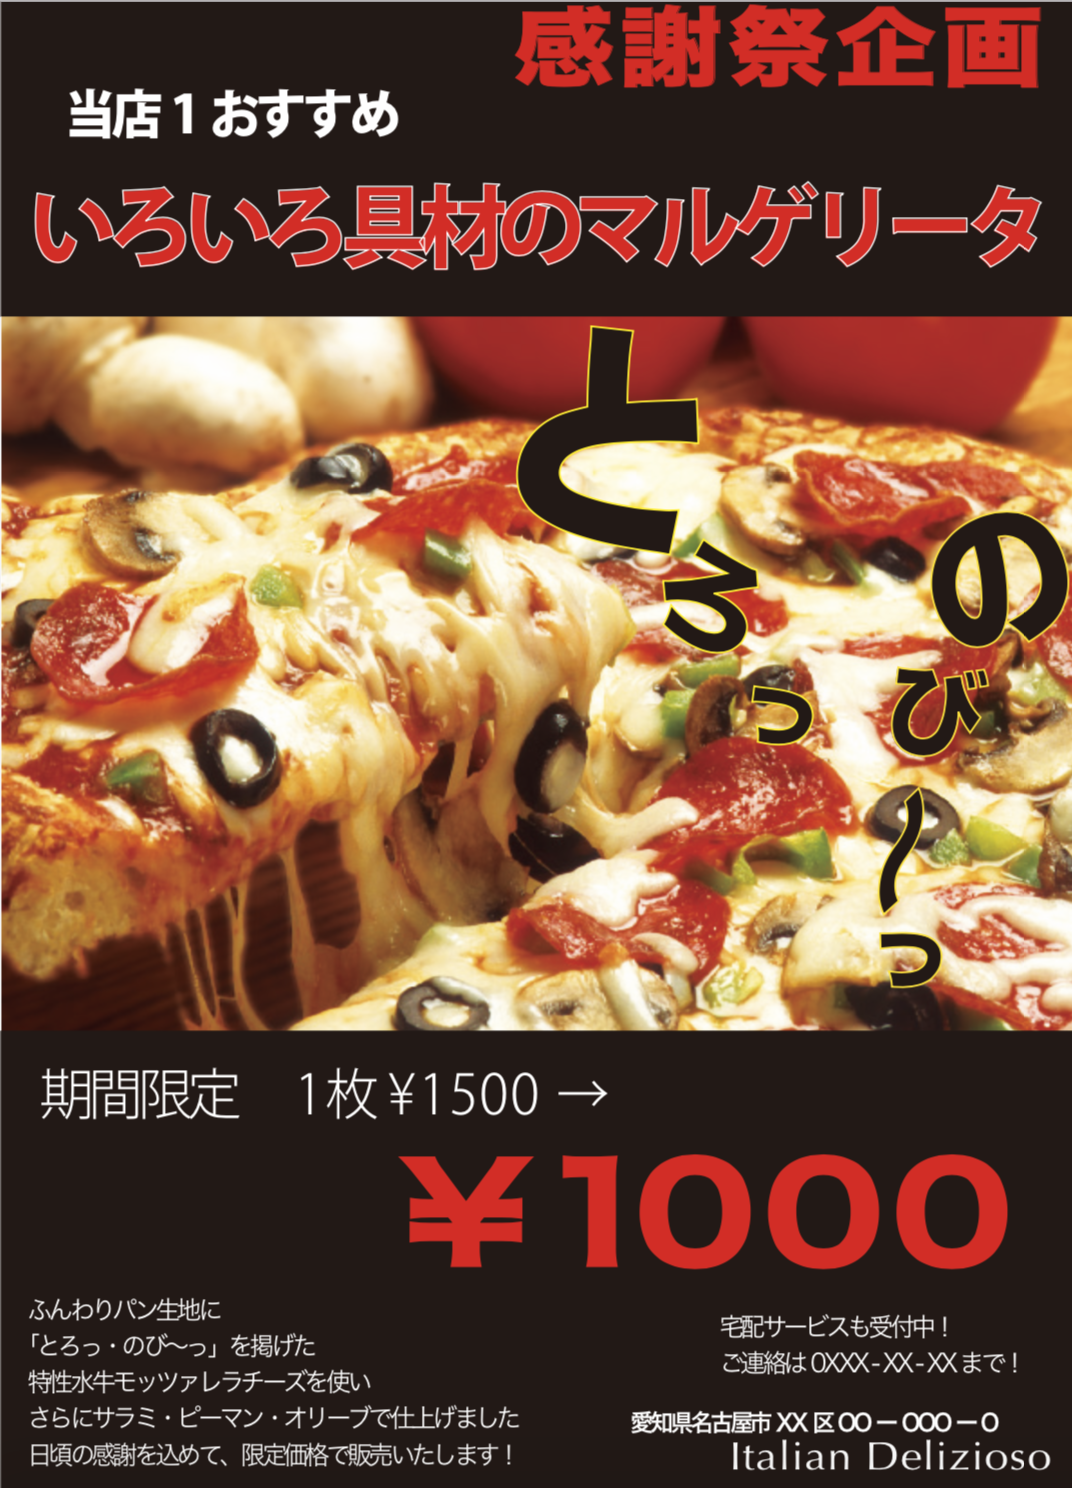 感謝祭企画
当店1おすすめ
いろいろ具材のマルゲリータ
とろっ
のび〜っ
期間限定　1枚¥1500→
¥1000
ふんわりパン生地に
「とろっ・のび〜っ」を掲げた
特性水牛モッツァレラチーズを使い
さらにサラミ・ピーマン・オリーブで仕上げました
日頃の感謝を込めて、限定価格で販売いたします！
宅配サービスも受付中！
ご連絡は0XXX-XX-XXまで！
愛知県名古屋市XX区〇〇ー〇〇〇ー〇
Italian Delizioso